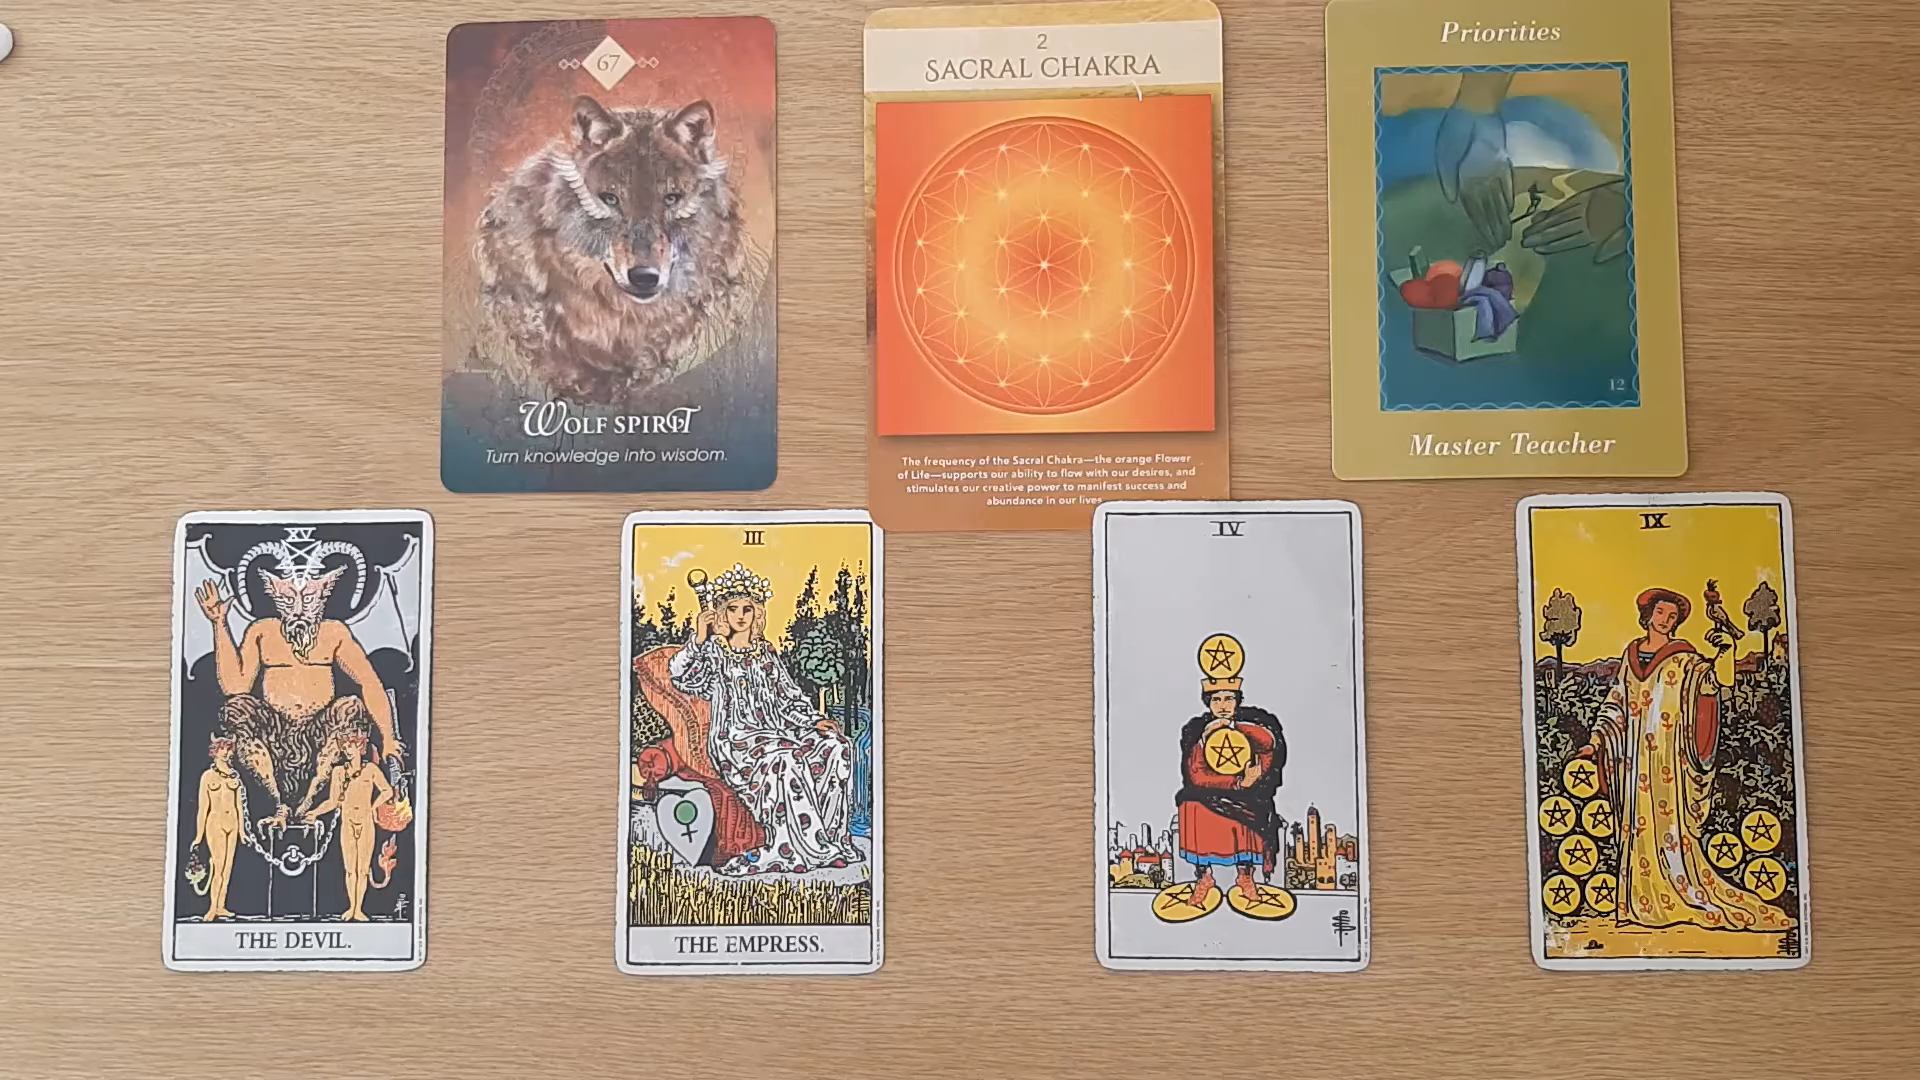 67
WOLF SPIRIT
Turn knowledge into wisdom.
2
SACRAL CHAKRA
The frequency of the Sacral Chakra—the orange Flower
of Life—supports our ability to flow with our desires, and
stimulates our creative power to manifest success and
abundance in our lives.
Priorities
12
Master Teacher
XV
THE DEVIL.
III
THE EMPRESS.
IV
IX